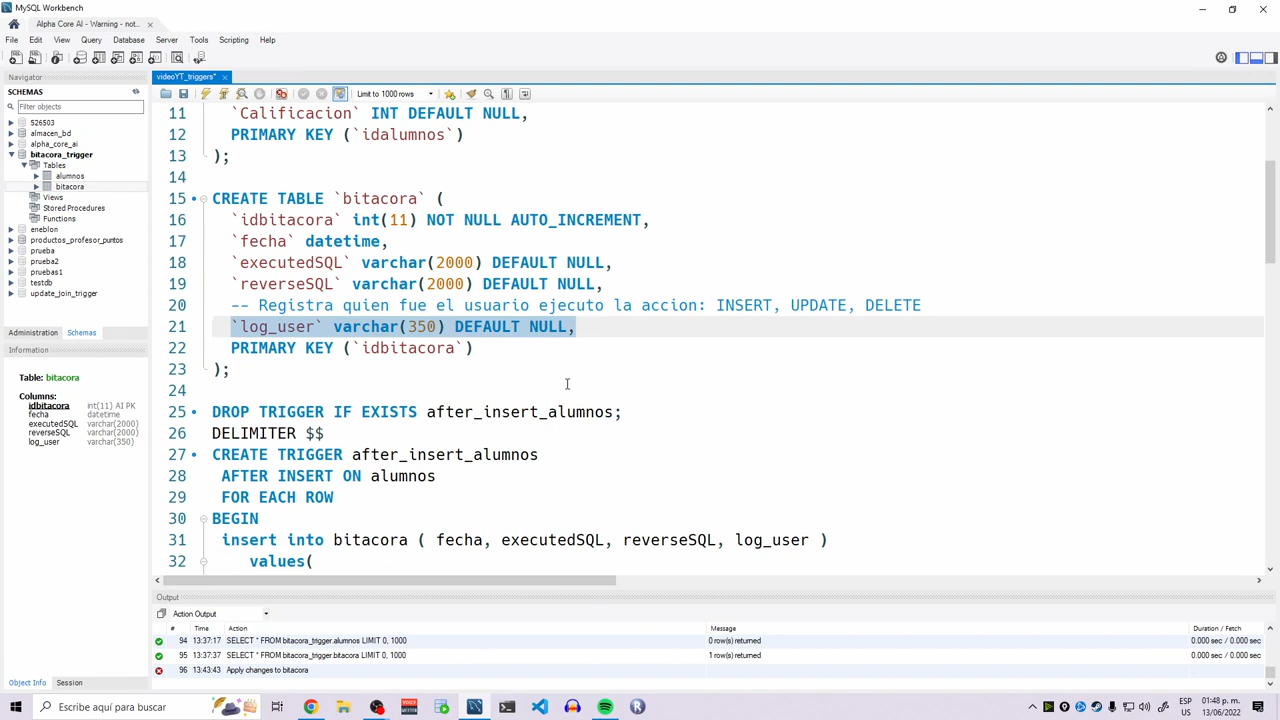 MySQL Workbench
Alpha Core AI - Warning - not...
File Edit View Query Database Server Tools Scripting Help
Navigator
SCHEMAS
Filter objects
526503
almacen_bd
alpha_core_ai
bitacora_trigger
Tables
alumnos
bitacora
Views
Stored Procedures
Functions
eneblon
productos_profesor_puntos
prueba
prueba2
pruebas1
testdb
update_join_trigger
Administration Schemas
Information
Table: bitacora
Columns:
idbitacora int(11) AI PK
fecha datetime
executedSQL varchar(2000)
reverseSQL varchar(2000)
log_user varchar(350)
Object Info Session
videoYT_triggers*
Limit to 1000 rows
11 `Calificacion` INT DEFAULT NULL,
12 PRIMARY KEY (`idalumnos`)
13 );
14
15 CREATE TABLE `bitacora` (
16 `idbitacora` int(11) NOT NULL AUTO_INCREMENT,
17 `fecha` datetime,
18 `executedSQL` varchar(2000) DEFAULT NULL,
19 `reverseSQL` varchar(2000) DEFAULT NULL,
20 -- Registra quien fue el usuario ejecuto la accion: INSERT, UPDATE, DELETE
21 `log_user` varchar(350) DEFAULT NULL,
22 PRIMARY KEY (`idbitacora`)
23 );
24
25 DROP TRIGGER IF EXISTS after_insert_alumnos;
26 DELIMITER $$
27 CREATE TRIGGER after_insert_alumnos
28 AFTER INSERT ON alumnos
29 FOR EACH ROW
30 BEGIN
31 insert into bitacora ( fecha, executedSQL, reverseSQL, log_user )
32 values(
Output
Action Output
# Time Action Message Duration / Fetch
94 13:37:17 SELECT * FROM bitacora_trigger.alumnos LIMIT 0, 1000 0 row(s) returned 0.000 sec / 0.000 sec
95 13:37:37 SELECT * FROM bitacora_trigger.bitacora LIMIT 0, 1000 1 row(s) returned 0.000 sec / 0.000 sec
96 13:43:43 Apply changes to bitacora
Escribe aquí para buscar
ESP
US
01:48 p. m.
13/06/2022